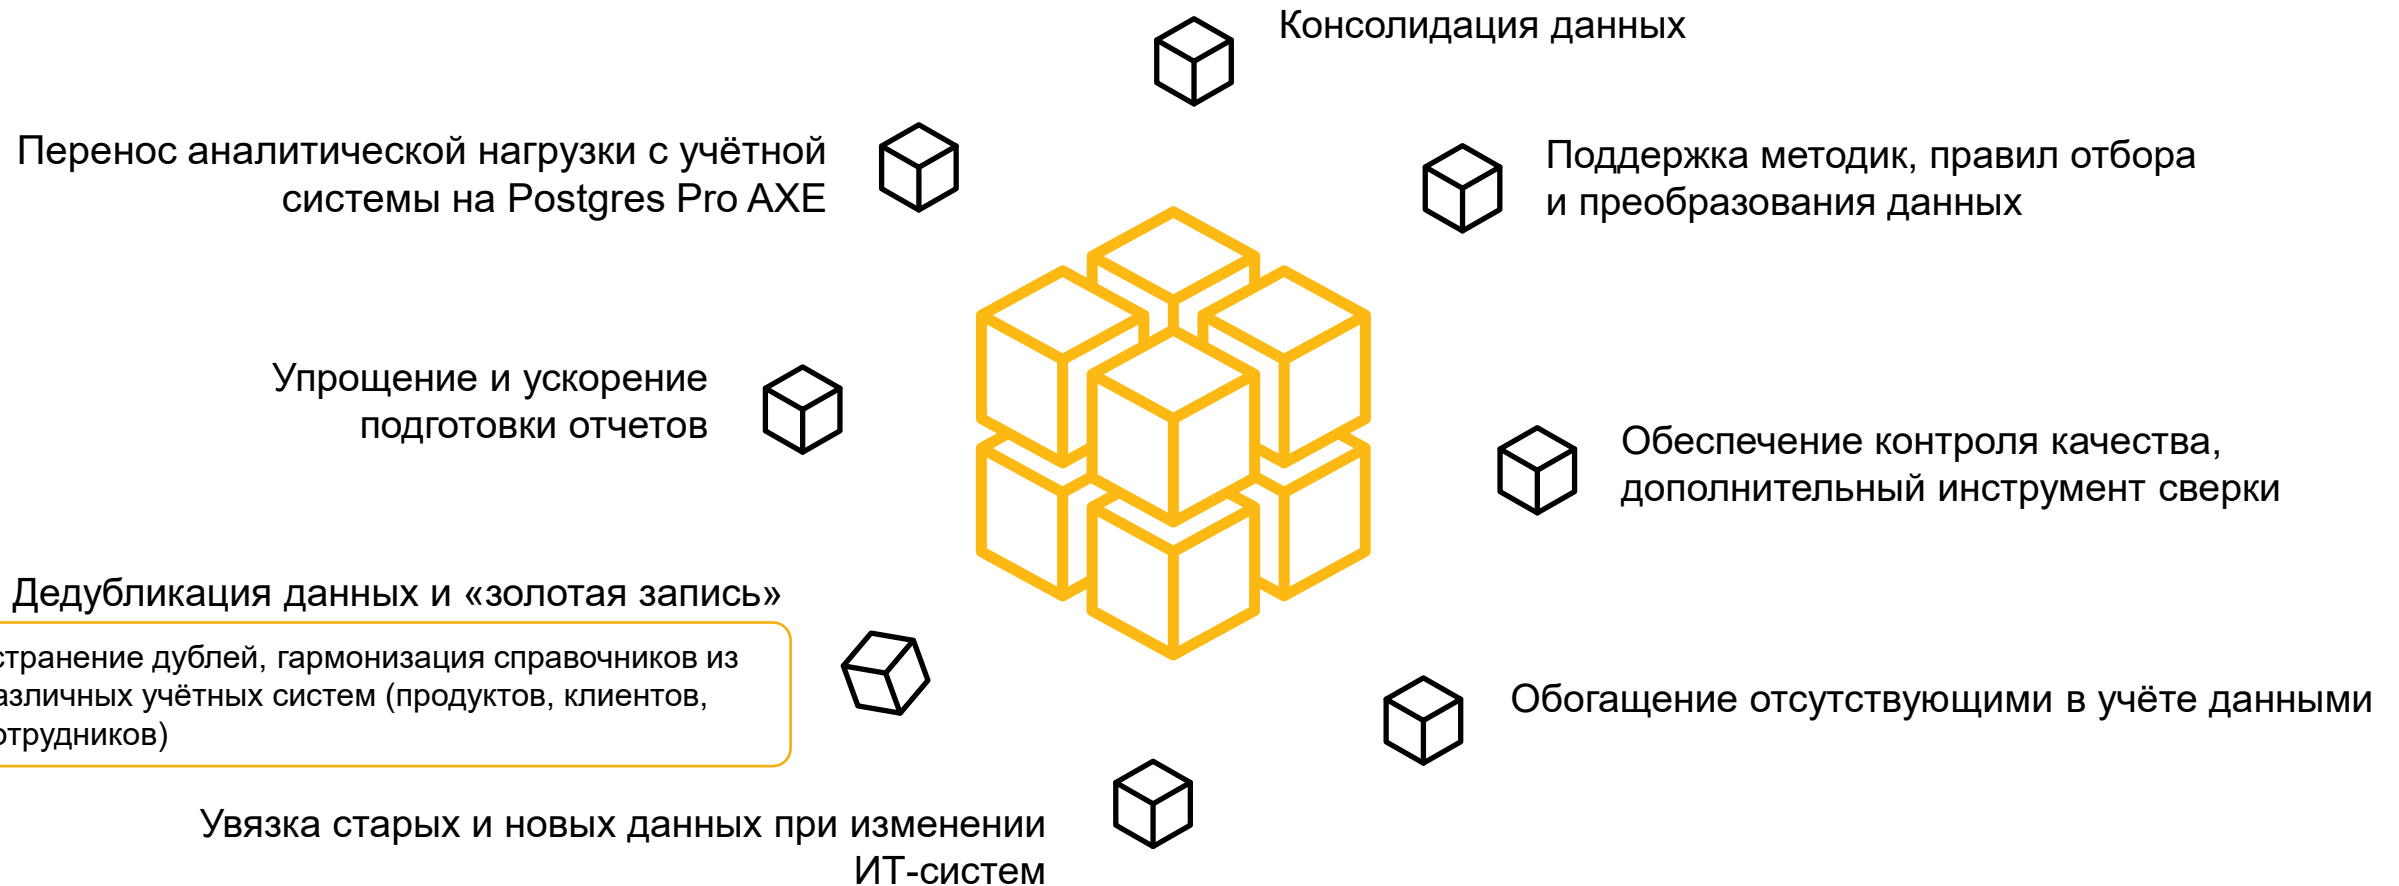 Консолидация данных
Перенос аналитической нагрузки с учётной
системы на Postgres Pro AXE
Поддержка методик, правил отбора
и преобразования данных
Упрощение и ускорение
подготовки отчетов
Обеспечение контроля качества,
дополнительный инструмент сверки
Дедубликация данных и «золотая запись»
странение дублей, гармонизация справочников из
азличных учётных систем (продуктов, клиентов,
отрудников)
Обогащение отсутствующими в учёте данными
Увязка старых и новых данных при изменении
ИТ-систем